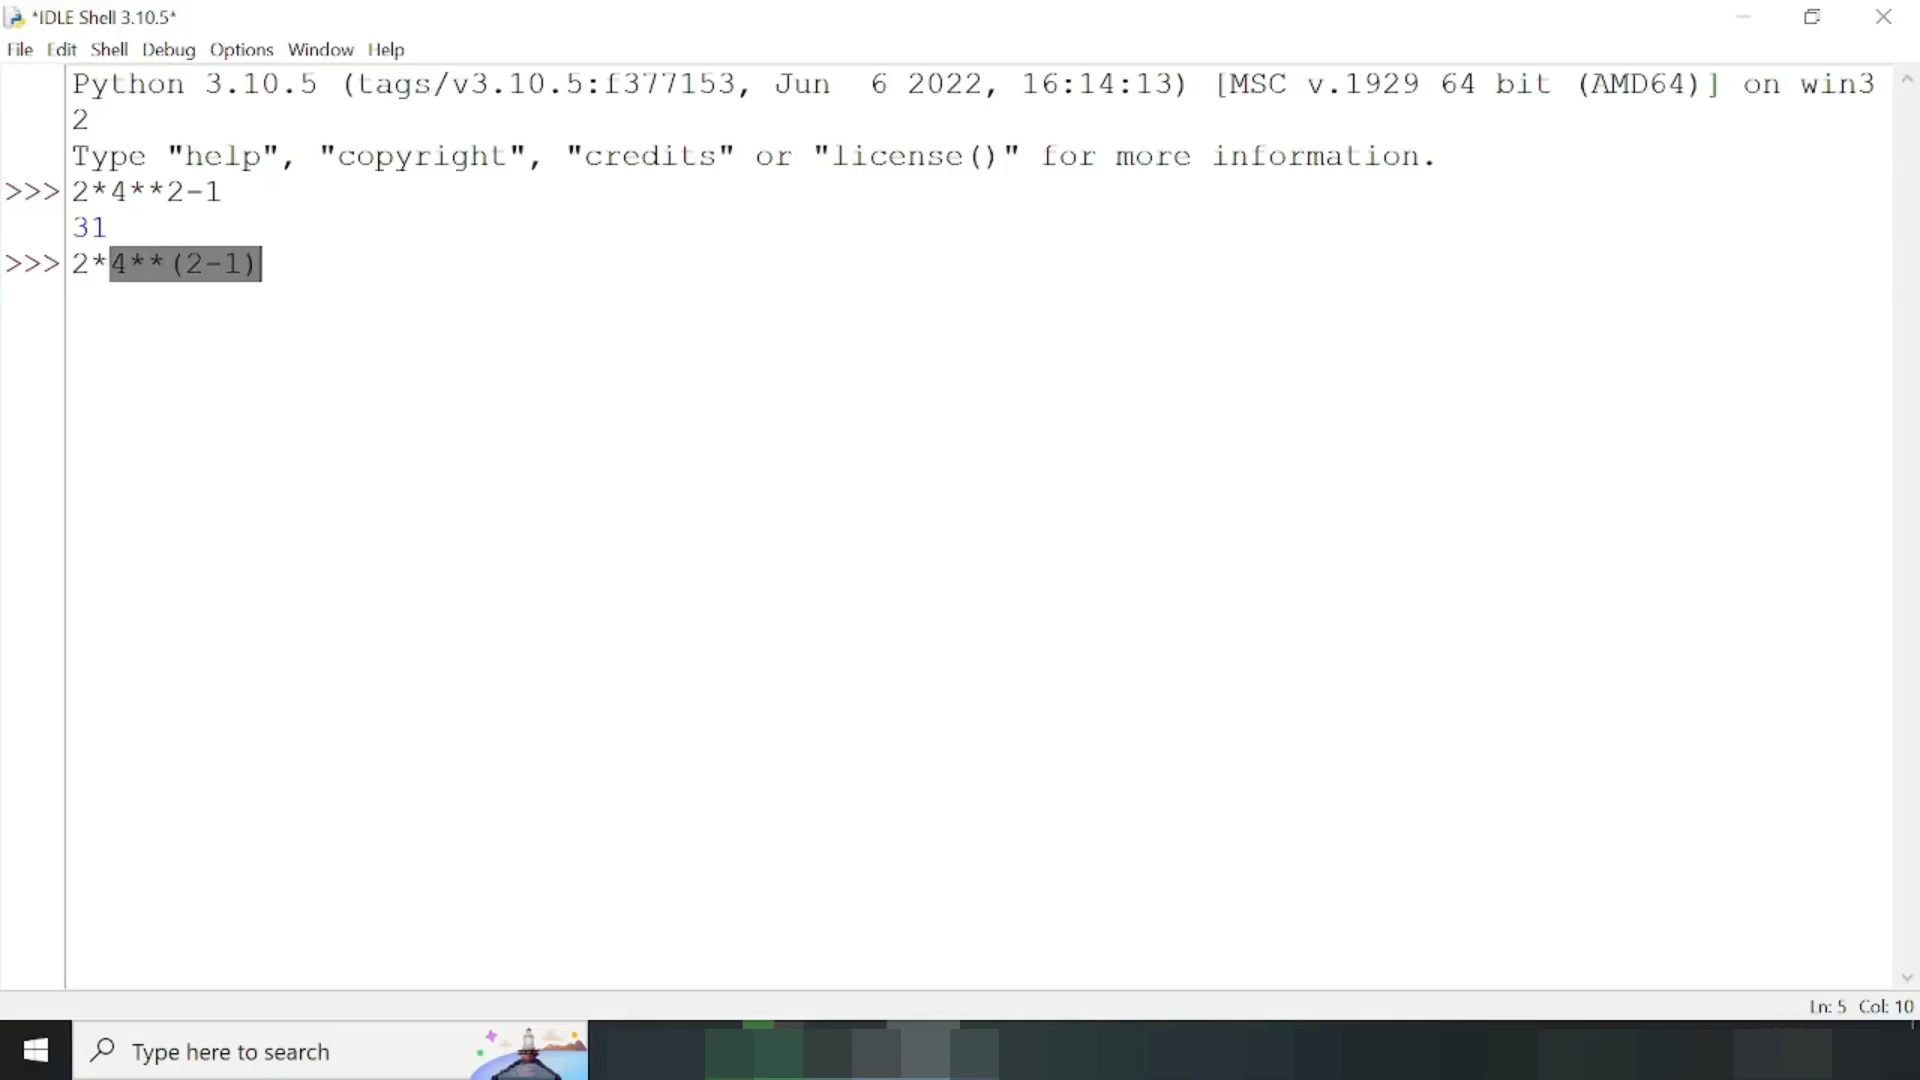 *IDLE Shell 3.10.5*
File Edit Shell Debug Options Window Help
Python 3.10.5 (tags/v3.10.5:f377153, Jun  6 2022, 16:14:13) [MSC v.1929 64 bit (AMD64)] on win3
2
Type "help", "copyright", "credits" or "license()" for more information.
>>> 2*4**2-1
31
>>> 2*4**(2-1)
Ln: 5 Col: 10
Type here to search